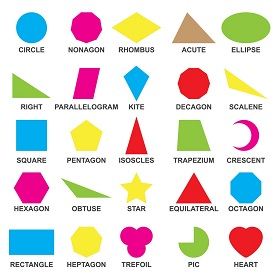 CIRCLE NONAGON RHOMBUS ACUTE ELLIPSE
RIGHT PARALLELOGRAM KITE DECAGON SCALENE
SQUARE PENTAGON ISOSCLES TRAPEZIUM CRESCENT
HEXAGON OBTUSE STAR EQUILATERAL OCTAGON
RECTANGLE HEPTAGON TREFOIL PIC HEART